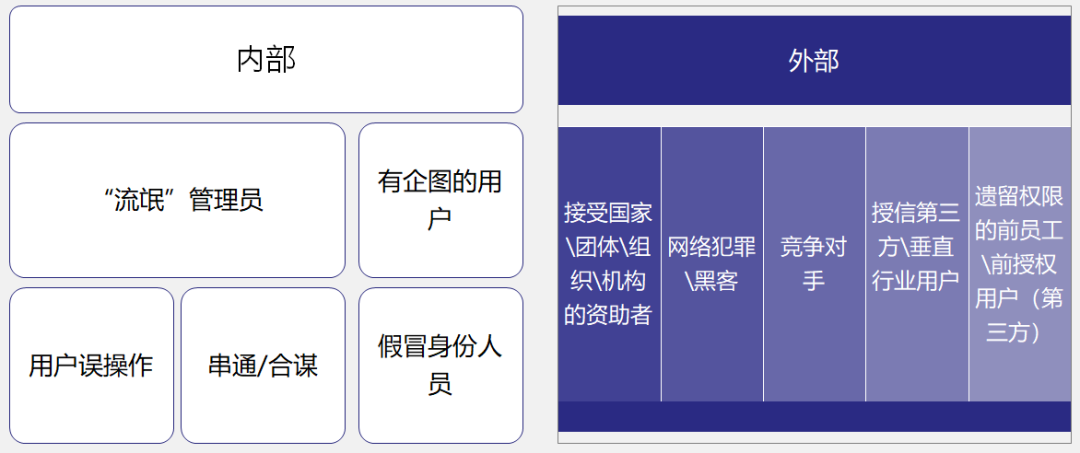 内部
“流氓”管理员
有企图的用
户
用户误操作
串通/合谋
假冒身份人
员
外部
接受国家
\团体\组
织\机构
的资助者
网络犯罪
\黑客
竞争对
手
授信第三
方\垂直
行业用户
遗留权限
的前员工
\前授权
用户（第
三方）